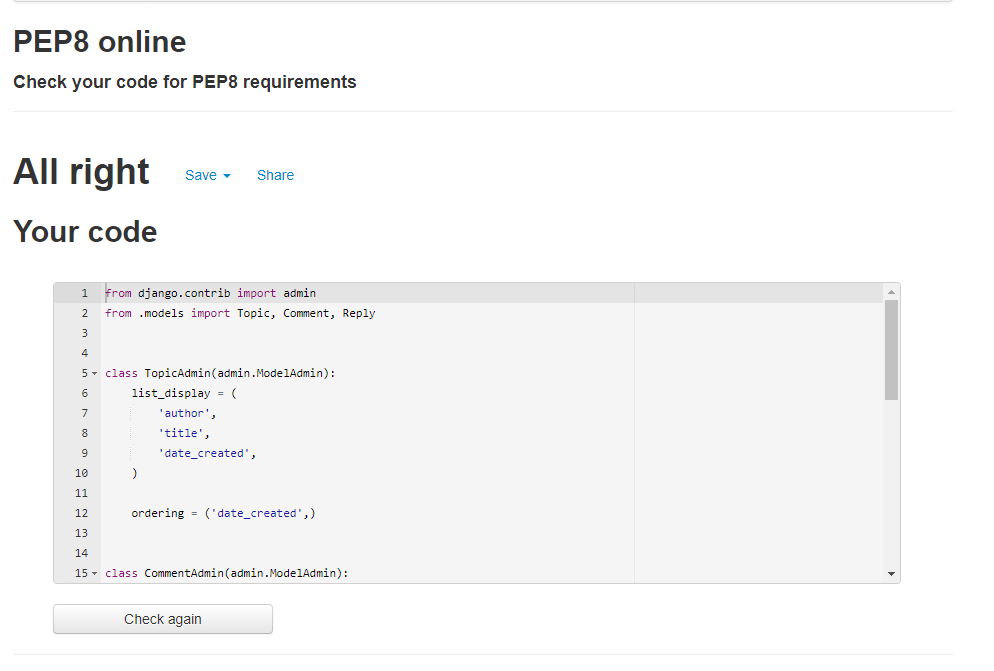 PEP8 online
Check your code for PEP8 requirements
All right Save Share
Your code
1 from django.contrib import admin
2 from .models import Topic, Comment, Reply
3
4
5 class TopicAdmin(admin.ModelAdmin):
6     list_display = (
7         'author',
8         'title',
9         'date_created',
10     )
11
12     ordering = ('date_created',)
13
14
15 class CommentAdmin(admin.ModelAdmin):
Check again